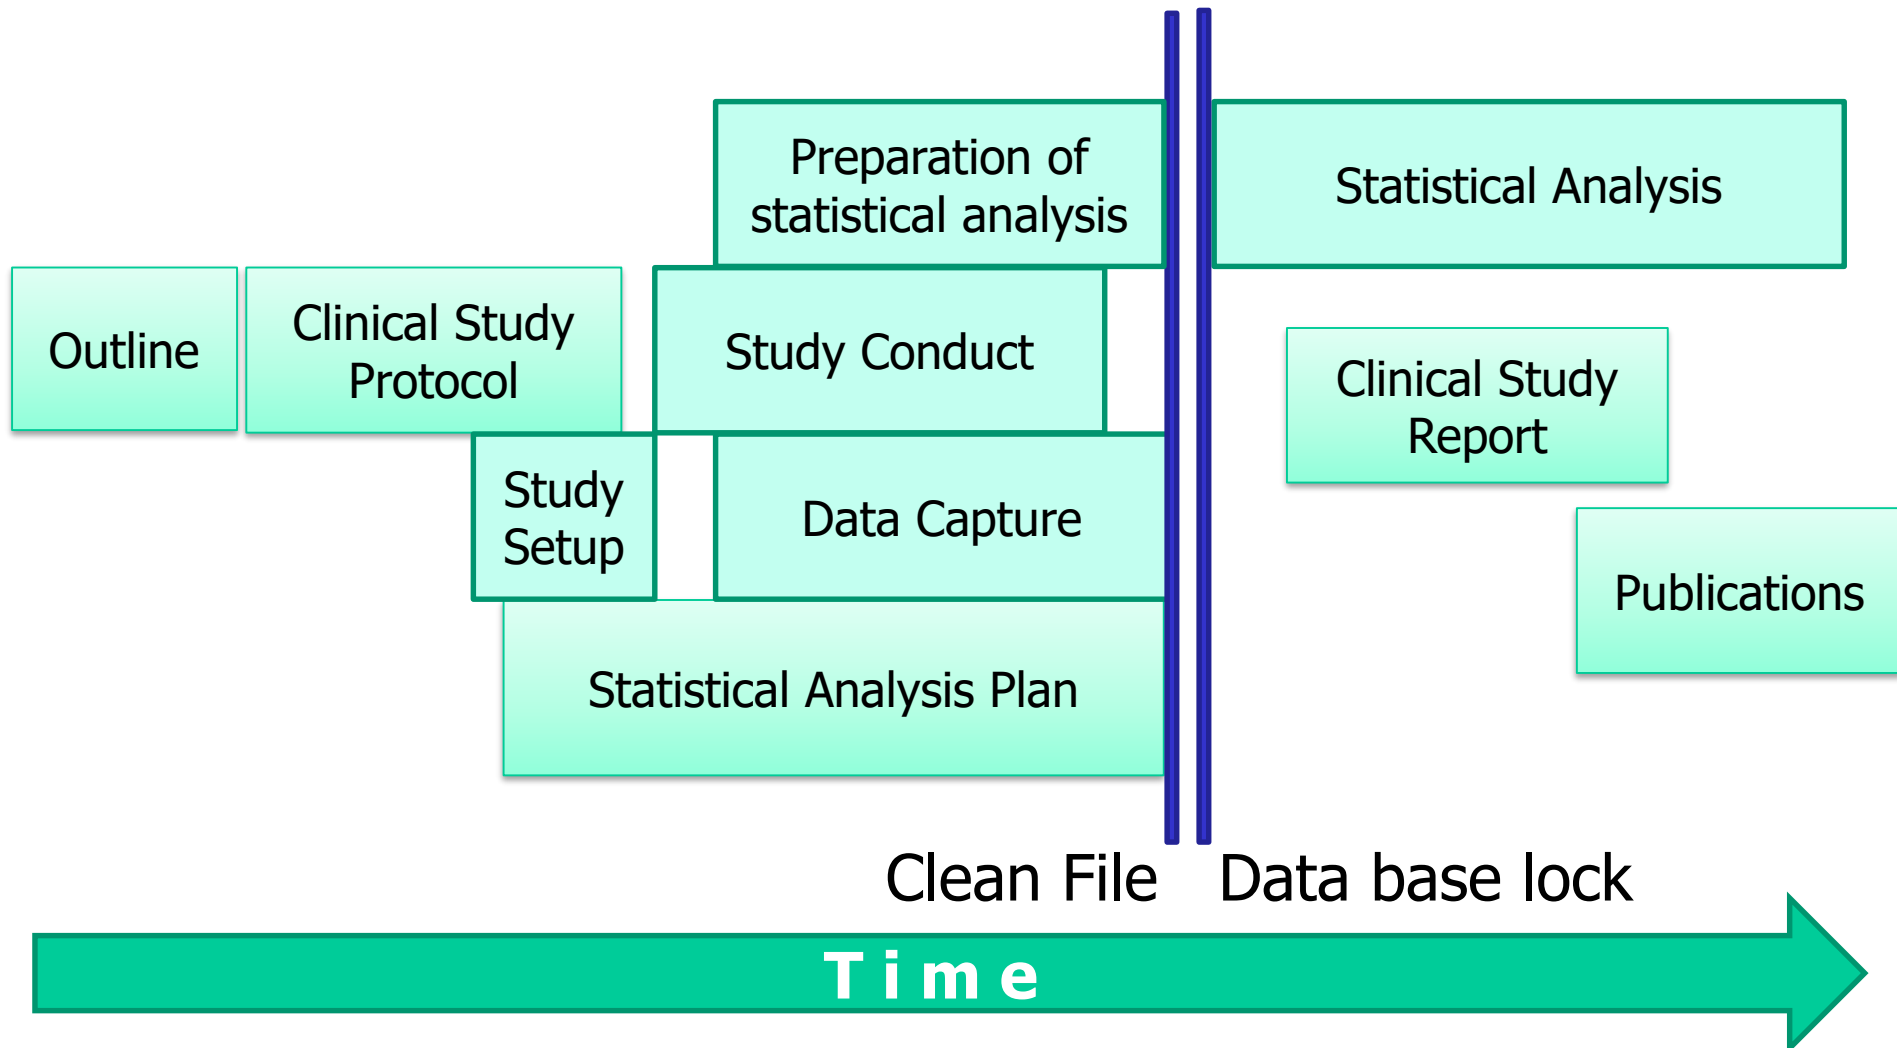 Preparation of
statistical analysis
Statistical Analysis
Outline
Clinical Study
Protocol
Study Conduct
Clinical Study
Report
Study
Setup
Data Capture
Publications
Statistical Analysis Plan
Clean File
Data base lock
Time